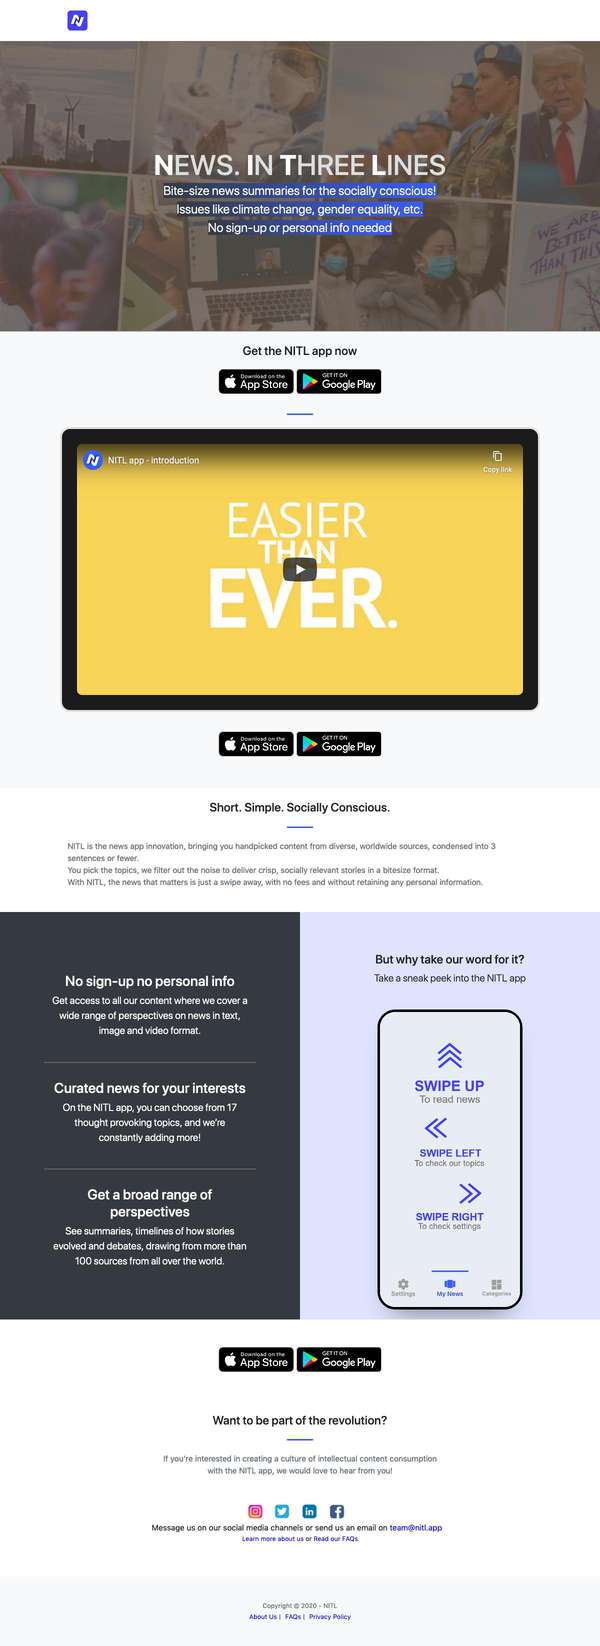 NEWS. IN THREE LINES
Bite-size news summaries for the socially conscious!
Issues like climate change, gender equality, etc.
No sign-up or personal info needed
WE ARE
BETTER
THAN THIS
Get the NITL app now
Download on the
App Store
GET IT ON
Google Play
NITL app - introduction
Copy link
EASIER
THAN
EVER.
Download on the
App Store
GET IT ON
Google Play
Short. Simple. Socially Conscious.
NITL is the news app innovation, bringing you handpicked content from diverse, worldwide sources, condensed into 3
sentences or fewer.
You pick the topics, we filter out the noise to deliver crisp, socially relevant stories in a bitesize format.
With NITL, the news that matters is just a swipe away, with no fees and without retaining any personal information.
No sign-up no personal info
Get access to all our content where we cover a
wide range of perspectives on news in text,
image and video format.
Curated news for your interests
On the NITL app, you can choose from 17
thought provoking topics, and we're
constantly adding more!
Get a broad range of
perspectives
See summaries, timelines of how stories
evolved and debates, drawing from more than
100 sources from all over the world.
But why take our word for it?
Take a sneak peek into the NITL app
SWIPE UP
To read news
SWIPE LEFT
To check our topics
SWIPE RIGHT
To check settings
Settings
My News
Categories
Download on the
App Store
GET IT ON
Google Play
Want to be part of the revolution?
If you're interested in creating a culture of intellectual content consumption
with the NITL app, we would love to hear from you!
Message us on our social media channels or send us an email on team@nitl.app
Learn more about us or Read our FAQs
Copyright @ 2020 - NITL
About Us | FAQs | Privacy Policy